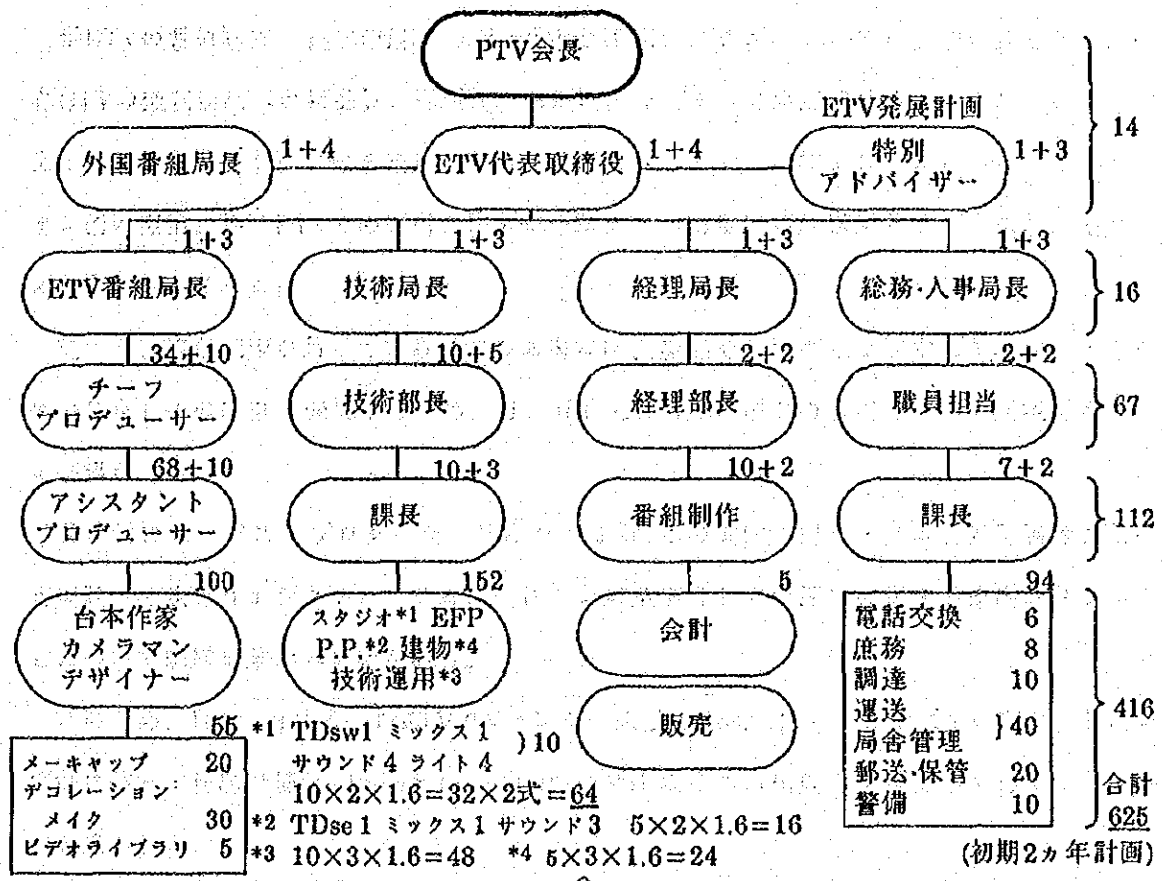 PTV会長
ETV発展計画
外国番組局長 1+4 ETV代表取締役 1+4 特別 1+3
アドバイザー
14
1+3 1+3 1+3 1+3
ETV番組局長 技術局長 経理局長 総務・人事局長 16
34+10 10+5 2+2 2+2
チーフ
プロデューサー 技術部長 経理部長 職員担当 67
68+10 10+3 10+2 7+2
アシスタント
プロデューサー 課長 番組制作 課長 112
100 152 5 94
台本作家
カメラマン
デザイナー
スタジオ*1 EFP
P.P.*2 建物*4
技術運用*3
会計
販売
電話交換 6
庶務 8
調達 10
運送
局舎管理 }40
郵送・保管 20
警備 10
416
合計
625
(初期2ヵ年計画)
55
メーキャップ 20
デコレーション
メイク 30
ビデオライブラリ 5
*1 TDsw1 ミックス1
サウンド4 ライト4 }10
10×2×1.6=32×2式=64
*2 TDse1 ミックス1 サウンド3 5×2×1.6=16
*3 10×3×1.6=48 *4 5×3×1.6=24